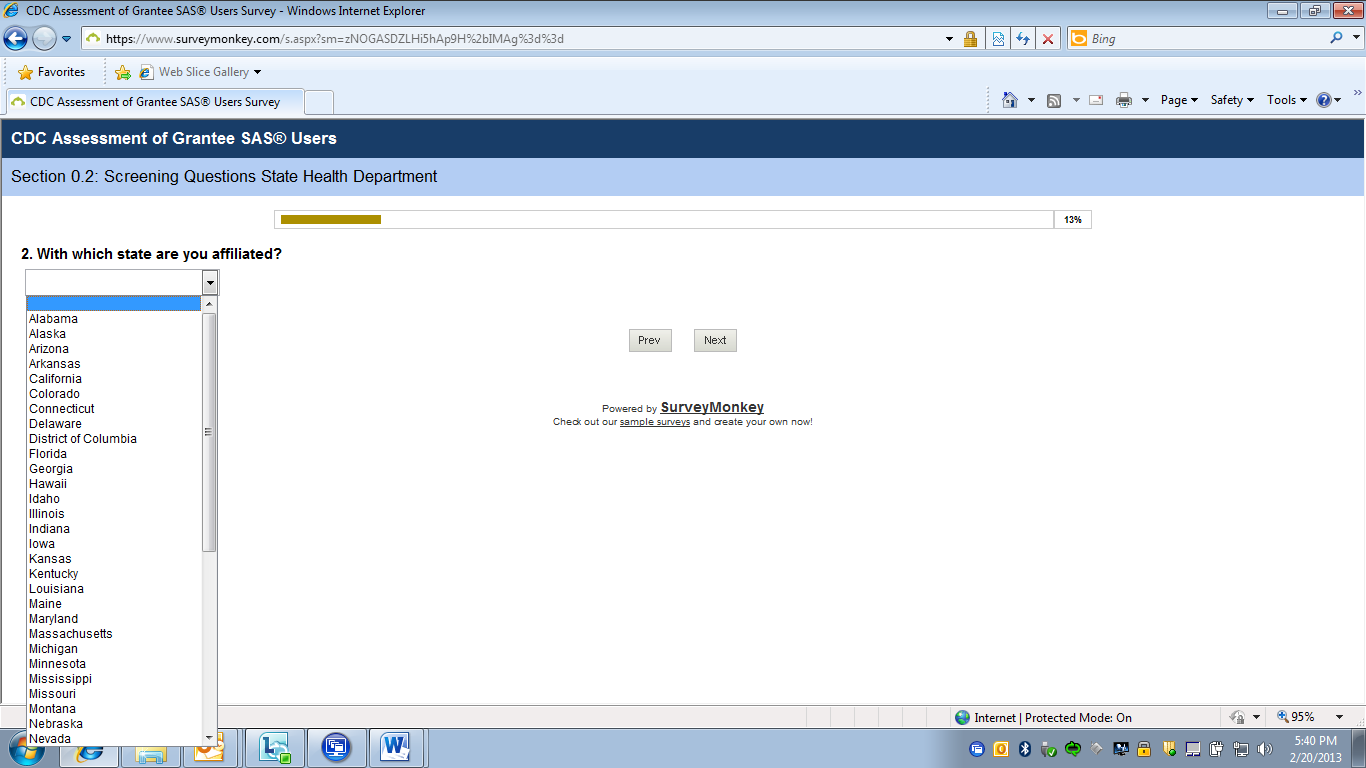 CDC Assessment of Grantee SAS® Users Survey - Windows Internet Explorer
https://www.surveymonkey.com/s.aspx?sm=zNOGASDZLHi5hAp9H%2bIMAg%3d%3d
Bing
Favorites
Web Slice Gallery
CDC Assessment of Grantee SAS® Users Survey
Page Safety Tools
CDC Assessment of Grantee SAS® Users
Section 0.2: Screening Questions State Health Department
13%
2. With which state are you affiliated?
Alabama
Alaska
Arizona
Arkansas
California
Colorado
Connecticut
Delaware
District of Columbia
Florida
Georgia
Hawaii
Idaho
Illinois
Indiana
Iowa
Kansas
Kentucky
Louisiana
Maine
Maryland
Massachusetts
Michigan
Minnesota
Mississippi
Missouri
Montana
Nebraska
Nevada
Prev Next
Powered by SurveyMonkey
Check out our sample surveys and create your own now!
Internet | Protected Mode: On
95%
5:40 PM
2/20/2013